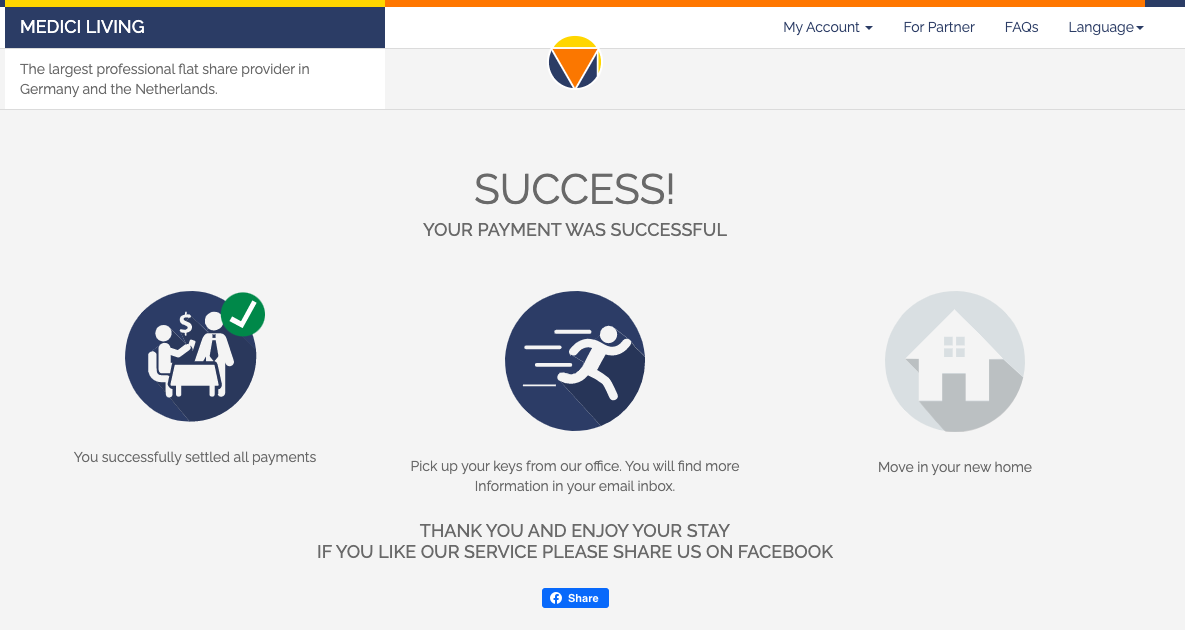 MEDICI LIVING
My Account
For Partner
FAQs
Language
The largest professional flat share provider in
Germany and the Netherlands.
SUCCESS!
YOUR PAYMENT WAS SUCCESSFUL
$
You successfully settled all payments
Pick up your keys from our office. You will find more
Information in your email inbox.
Move in your new home
THANK YOU AND ENJOY YOUR STAY
IF YOU LIKE OUR SERVICE PLEASE SHARE US ON FACEBOOK
Share